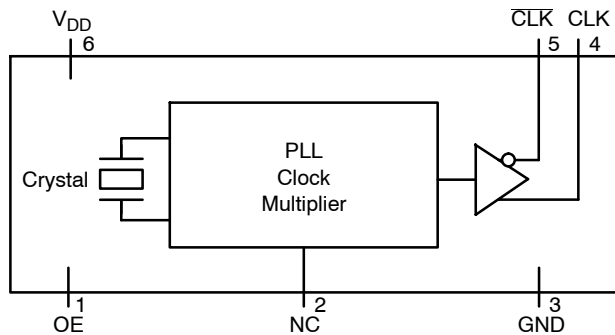 VDD
CLK CLK
6
5 4
PLL
Clock
Multiplier
Crystal
1
2
3
OE
NC
GND